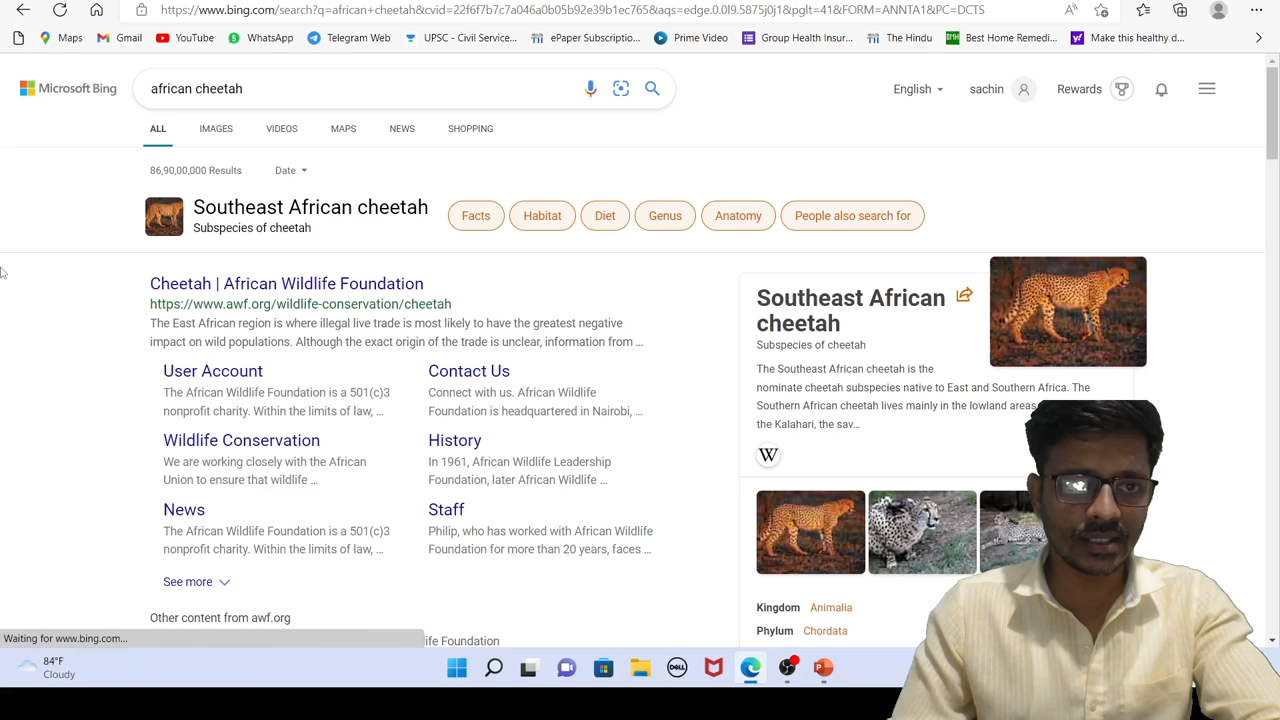 https://www.bing.com/search?q=african+cheetah&cvid=22f6f7b7c7a046a0b05b92e39b1ec765&aqs=edge.0.0l9.5875j0j1&pglt=41&FORM=ANNTA1&PC=DCTS
Maps Gmail YouTube WhatsApp Telegram Web UPSC - Civil Service... ePaper Subscriptio... Prime Video Group Health Insur... The Hindu Best Home Remedi... Make this healthy d...
Microsoft Bing african cheetah English sachin Rewards
ALL IMAGES VIDEOS MAPS NEWS SHOPPING
86,90,00,000 Results Date
Southeast African cheetah
Subspecies of cheetah
Facts Habitat Diet Genus Anatomy People also search for
Cheetah | African Wildlife Foundation
https://www.awf.org/wildlife-conservation/cheetah
The East African region is where illegal live trade is most likely to have the greatest negative
impact on wild populations. Although the exact origin of the trade is unclear, information from ...
User Account
The African Wildlife Foundation is a 501(c)3
nonprofit charity. Within the limits of law, ...
Contact Us
Connect with us. African Wildlife
Foundation is headquartered in Nairobi, ...
Wildlife Conservation
We are working closely with the African
Union to ensure that wildlife ...
History
In 1961, African Wildlife Leadership
Foundation, later African Wildlife ...
News
The African Wildlife Foundation is a 501(c)3
nonprofit charity. Within the limits of law, ...
Staff
Philip, who has worked with African Wildlife
Foundation for more than 20 years, faces ...
See more
Other content from awf.org
life Foundation
Southeast African
cheetah
Subspecies of cheetah
The Southeast African cheetah is the
nominate cheetah subspecies native to East and Southern Africa. The
Southern African cheetah lives mainly in the lowland areas
the Kalahari, the sav...
W
Kingdom Animalia
Phylum Chordata
Waiting for www.bing.com...
84°F
Cloudy
DELL